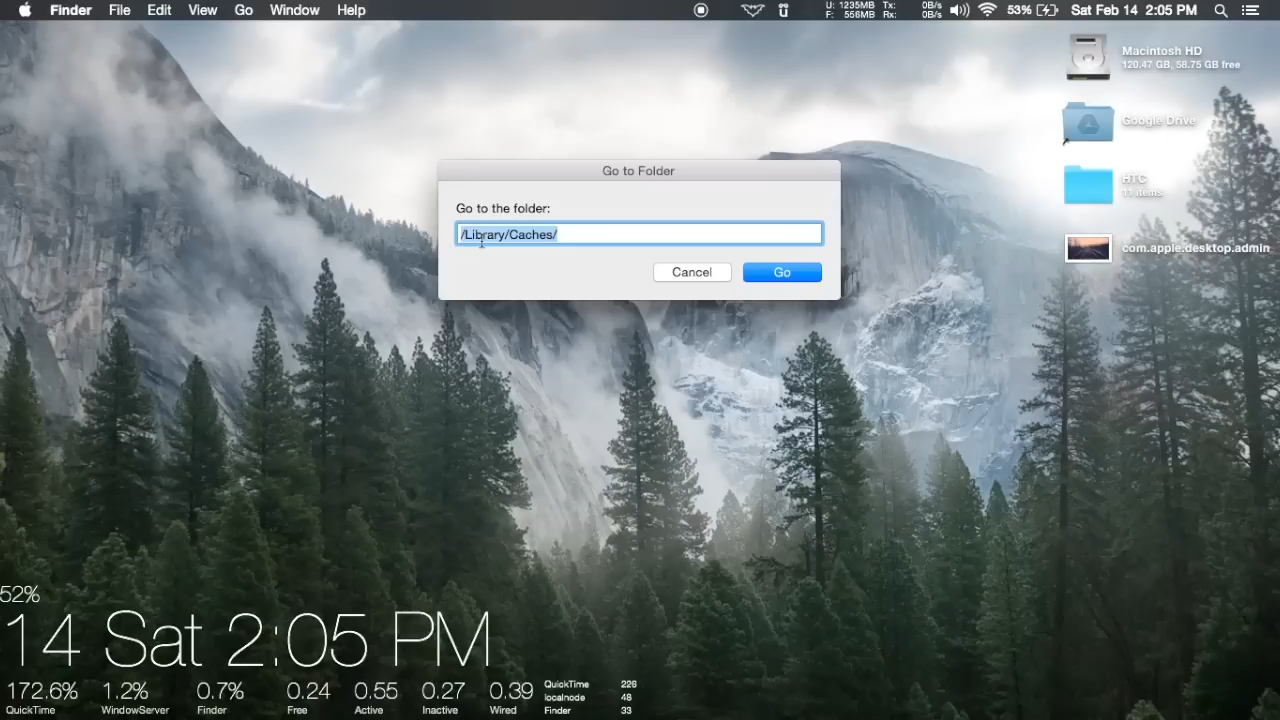 Finder File Edit View Go Window Help
U: 1235MB Tx: 0B/s
F: 556MB Rx: 0B/s
53%
Sat Feb 14 2:05 PM
Macintosh HD
120.47 GB, 58.75 GB free
Google Drive
HTC
11 items
com.apple.desktop.admin
Go to Folder
Go to the folder:
/Library/Caches/
Cancel Go
52%
14 Sat 2:05 PM
172.6% 1.2% 0.7% 0.24 0.55 0.27 0.39
QuickTime WindowServer Finder Free Active Inactive Wired
QuickTime 226
localnode 48
Finder 33